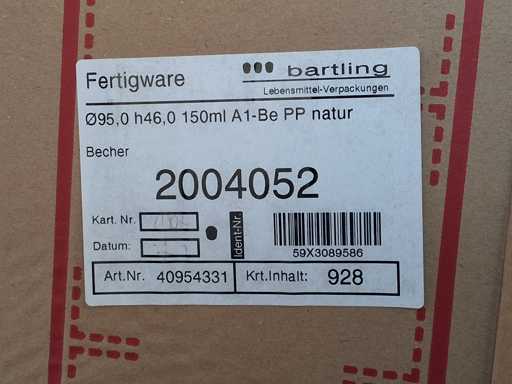 Fertigware
bartling
Lebensmittel-Verpackungen
Ø95,0 h46,0 150ml A1-Be PP natur
Becher
2004052
Kart. Nr.
Datum:
Ident-Nr.
59X3089586
Art.Nr. 40954331
Krt.Inhalt: 928